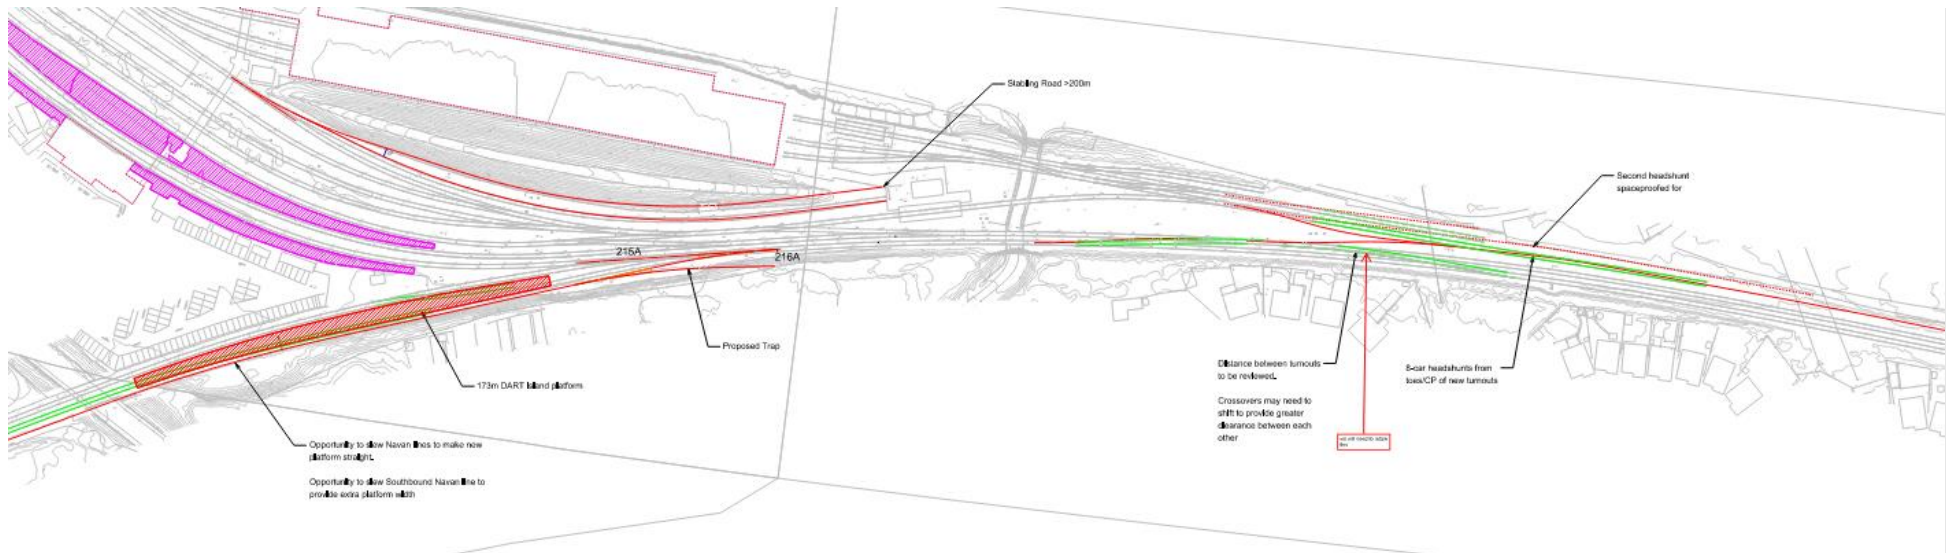 Stabling Road >200m
Second headshunt
spaceproofed for
215A
216A
Proposed Trap
173m DART Island platform
Distance between turnouts
to be reviewed.
Crossovers may need to
shift to provide greater
clearance between each
other
8-car headshunts from
toes/CP of new turnouts
Opportunity to slew Navan lines to make new
platform straight.
Opportunity to slew Southbound Navan line to
provide extra platform width